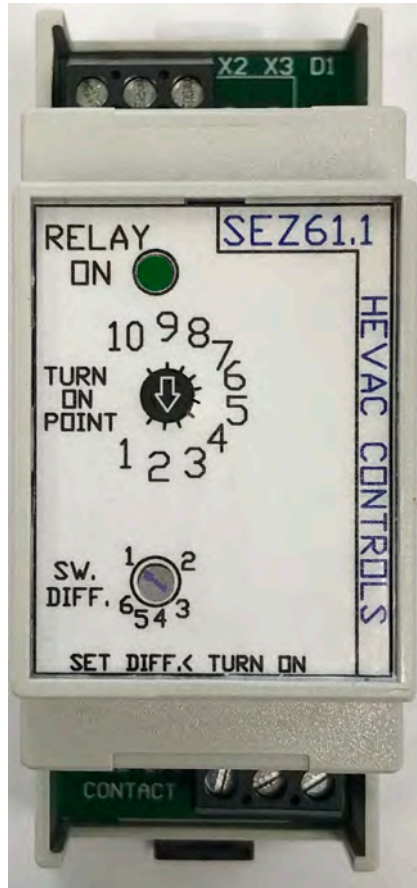 X2 X3 D1
RELAY
ON
SEZ61.1
HEVAC CONTROLS
10 9 8 7 6 5 4 3 2 1
TURN
ON
POINT
SW.
DIFF.
1 2 3 4 5 6
SET DIFF.< TURN ON
CONTACT